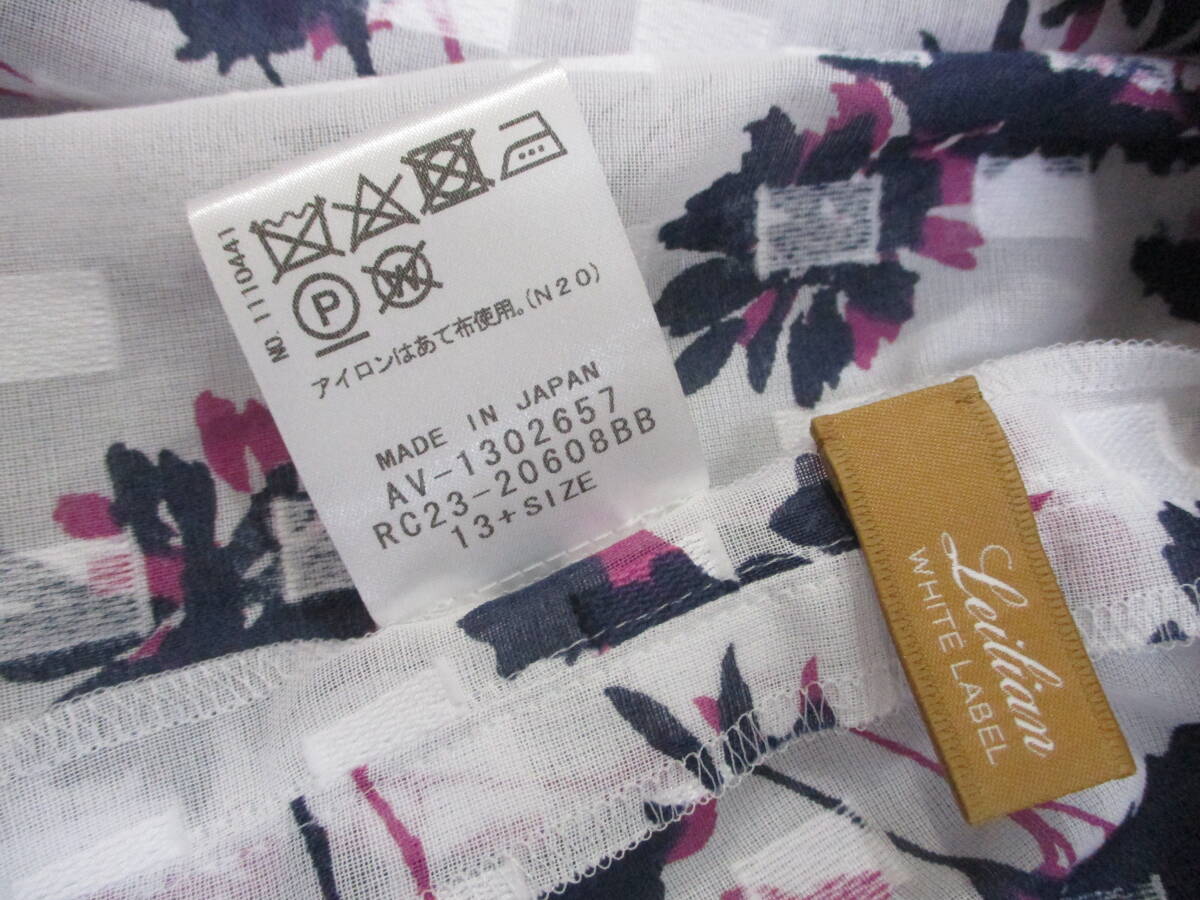 NO. 1110441
P
W
アイロンはあて布使用。(N20)
MADE IN JAPAN
AV-1302657
RC23-20608BB
13+SIZE
Leilian
WHITE LABEL